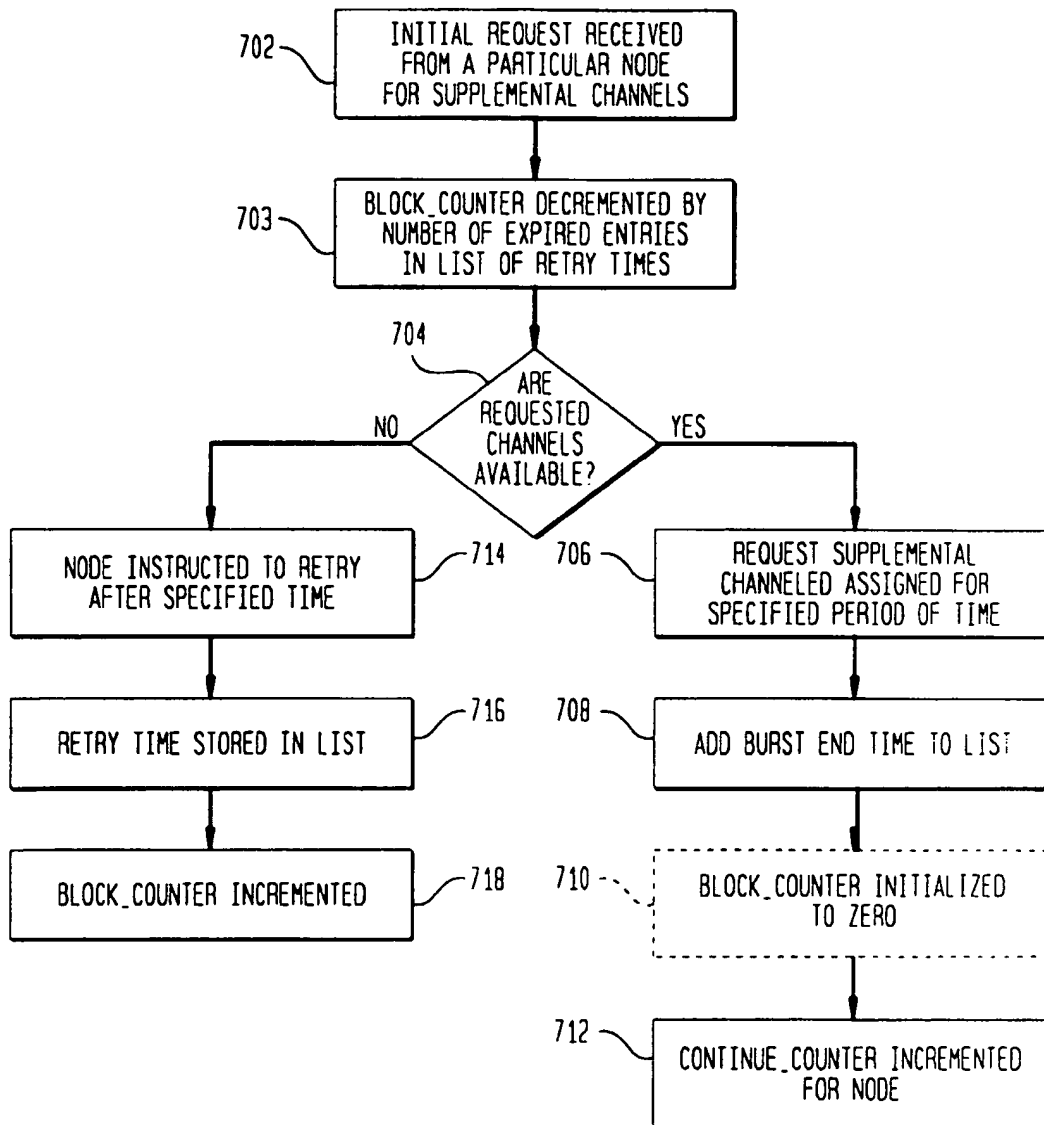 702
INITIAL REQUEST RECEIVED
FROM A PARTICULAR NODE
FOR SUPPLEMENTAL CHANNELS
703
BLOCK_COUNTER DECREMENTED BY
NUMBER OF EXPIRED ENTRIES
IN LIST OF RETRY TIMES
704
ARE
REQUESTED
CHANNELS
AVAILABLE?
NO
YES
NODE INSTRUCTED TO RETRY
AFTER SPECIFIED TIME
714
706
REQUEST SUPPLEMENTAL
CHANNELED ASSIGNED FOR
SPECIFIED PERIOD OF TIME
RETRY TIME STORED IN LIST
716
708
ADD BURST END TIME TO LIST
BLOCK_COUNTER INCREMENTED
718
710
BLOCK_COUNTER INITIALIZED
TO ZERO
712
CONTINUE_COUNTER INCREMENTED
FOR NODE